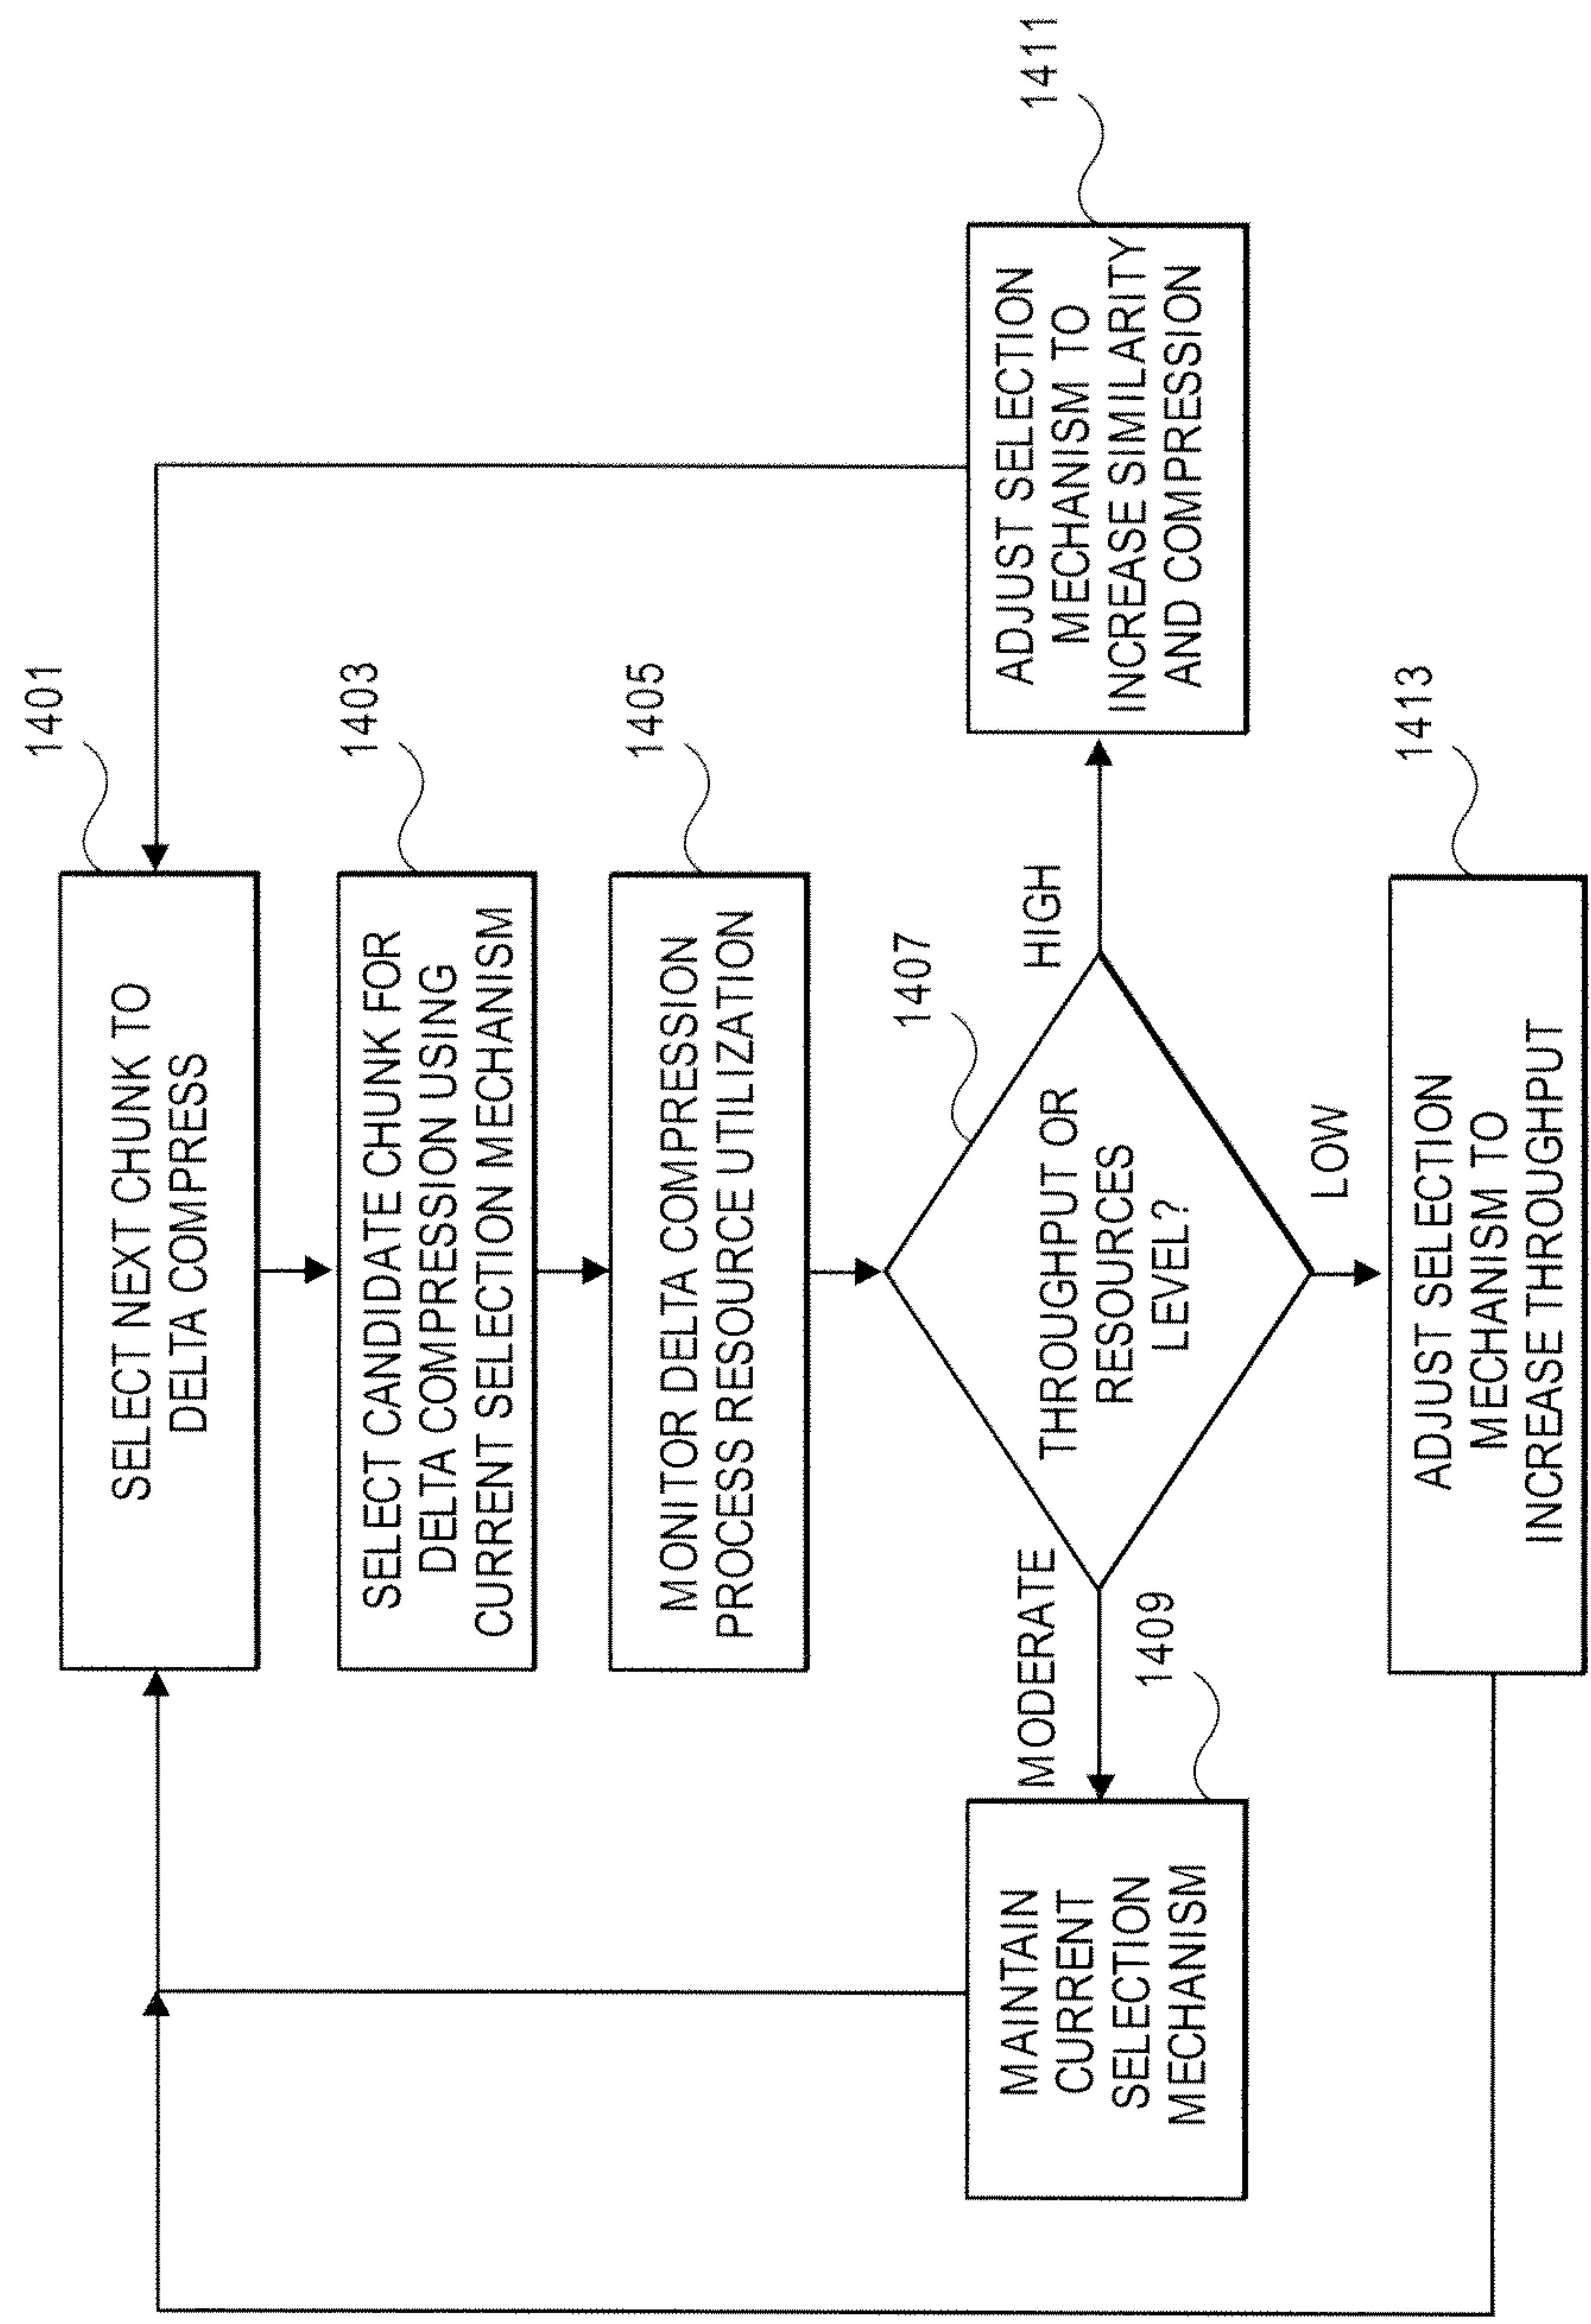 1401
SELECT NEXT CHUNK TO
DELTA COMPRESS
1403
SELECT CANDIDATE CHUNK FOR
DELTA COMPRESSION USING
CURRENT SELECTION MECHANISM
1405
MONITOR DELTA COMPRESSION
PROCESS RESOURCE UTILIZATION
1407
THROUGHPUT OR
RESOURCES
LEVEL?
MODERATE
HIGH
LOW
1409
MAINTAIN
CURRENT
SELECTION
MECHANISM
1411
ADJUST SELECTION
MECHANISM TO
INCREASE SIMILARITY
AND COMPRESSION
1413
ADJUST SELECTION
MECHANISM TO
INCREASE THROUGHPUT